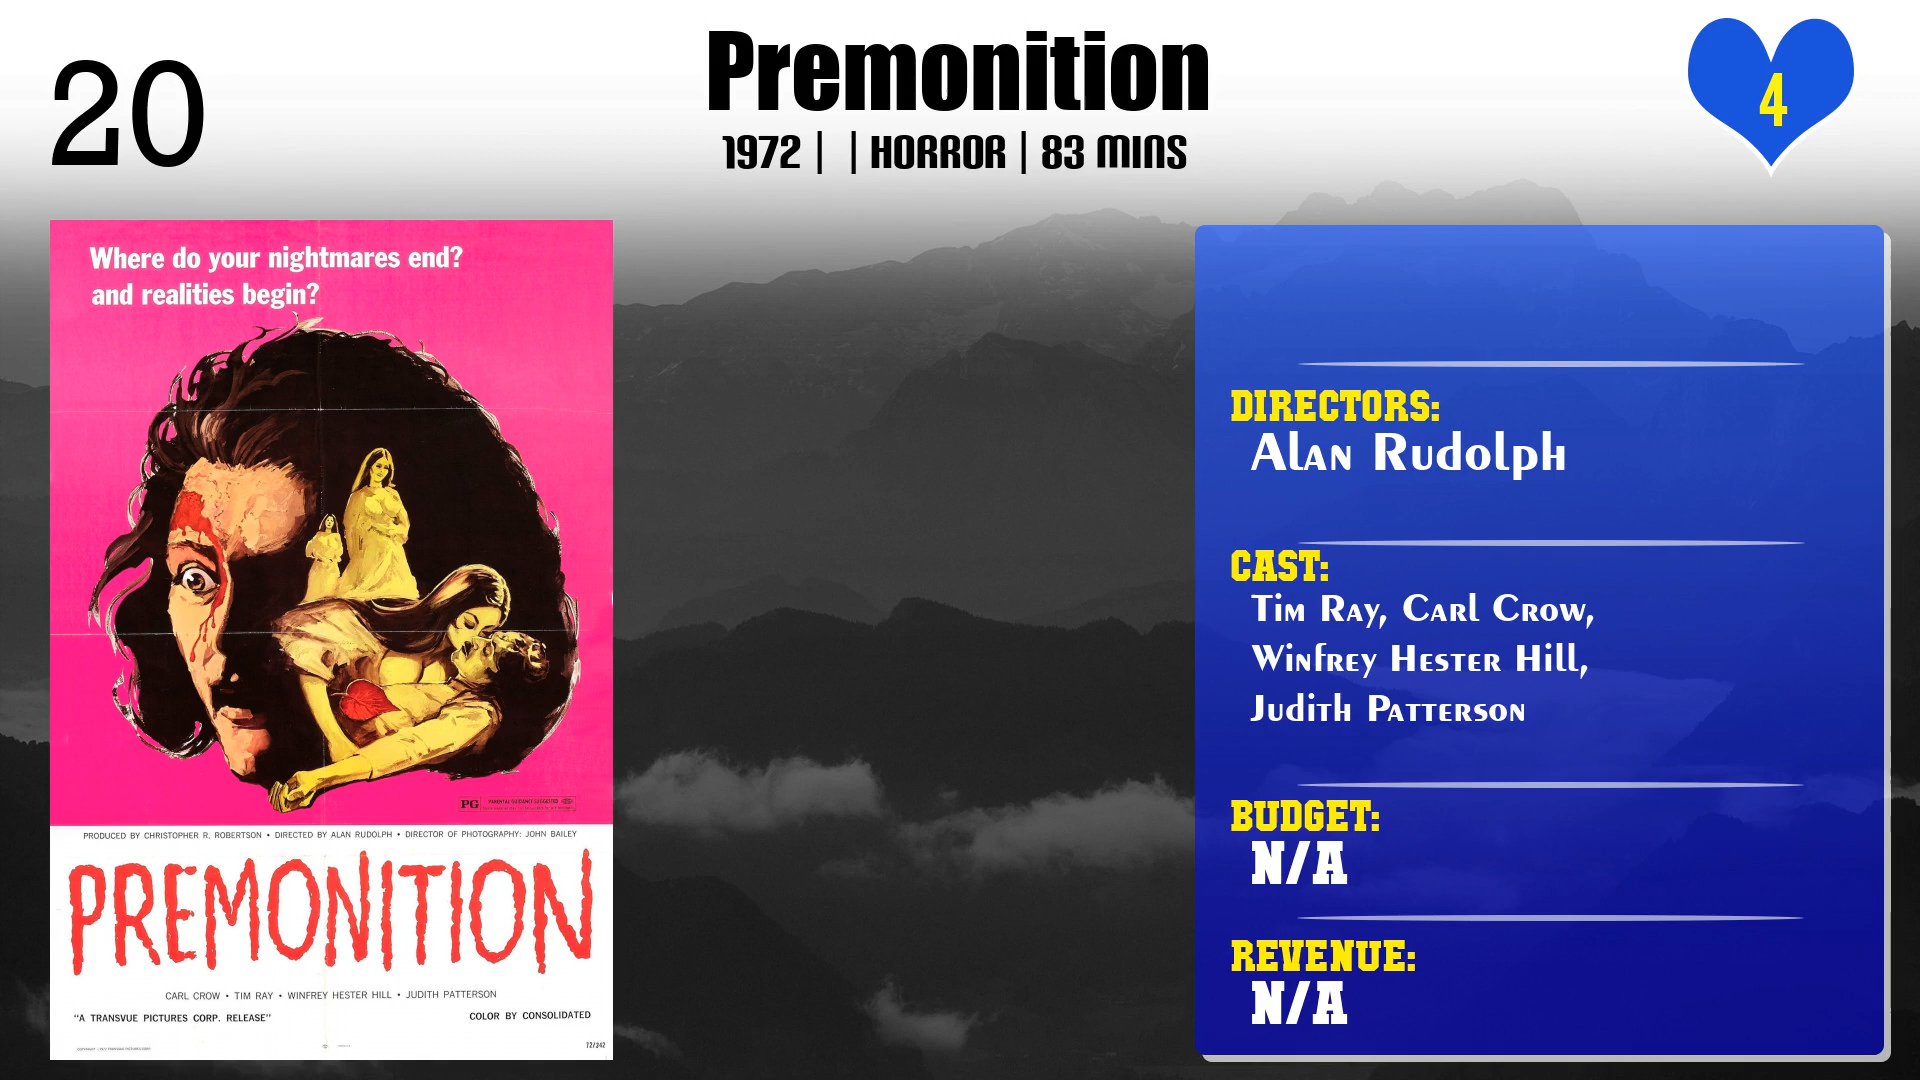 20
Premonition
1972 | | HORROR | 83 MINS
4
Where do your nightmares end?
and realities begin?
PG PARENTAL GUIDANCE SUGGESTED
PRODUCED BY CHRISTOPHER R. ROBERTSON • DIRECTED BY ALAN RUDOLPH • DIRECTOR OF PHOTOGRAPHY: JOHN BAILEY
PREMONITION
CARL CROW • TIM RAY • WINFREY HESTER HILL • JUDITH PATTERSON
"A TRANSVUE PICTURES CORP. RELEASE"
COLOR BY CONSOLIDATED
72/242
DIRECTORS:
Alan Rudolph
CAST:
Tim Ray, Carl Crow,
Winfrey Hester Hill,
Judith Patterson
BUDGET:
N/A
REVENUE:
N/A